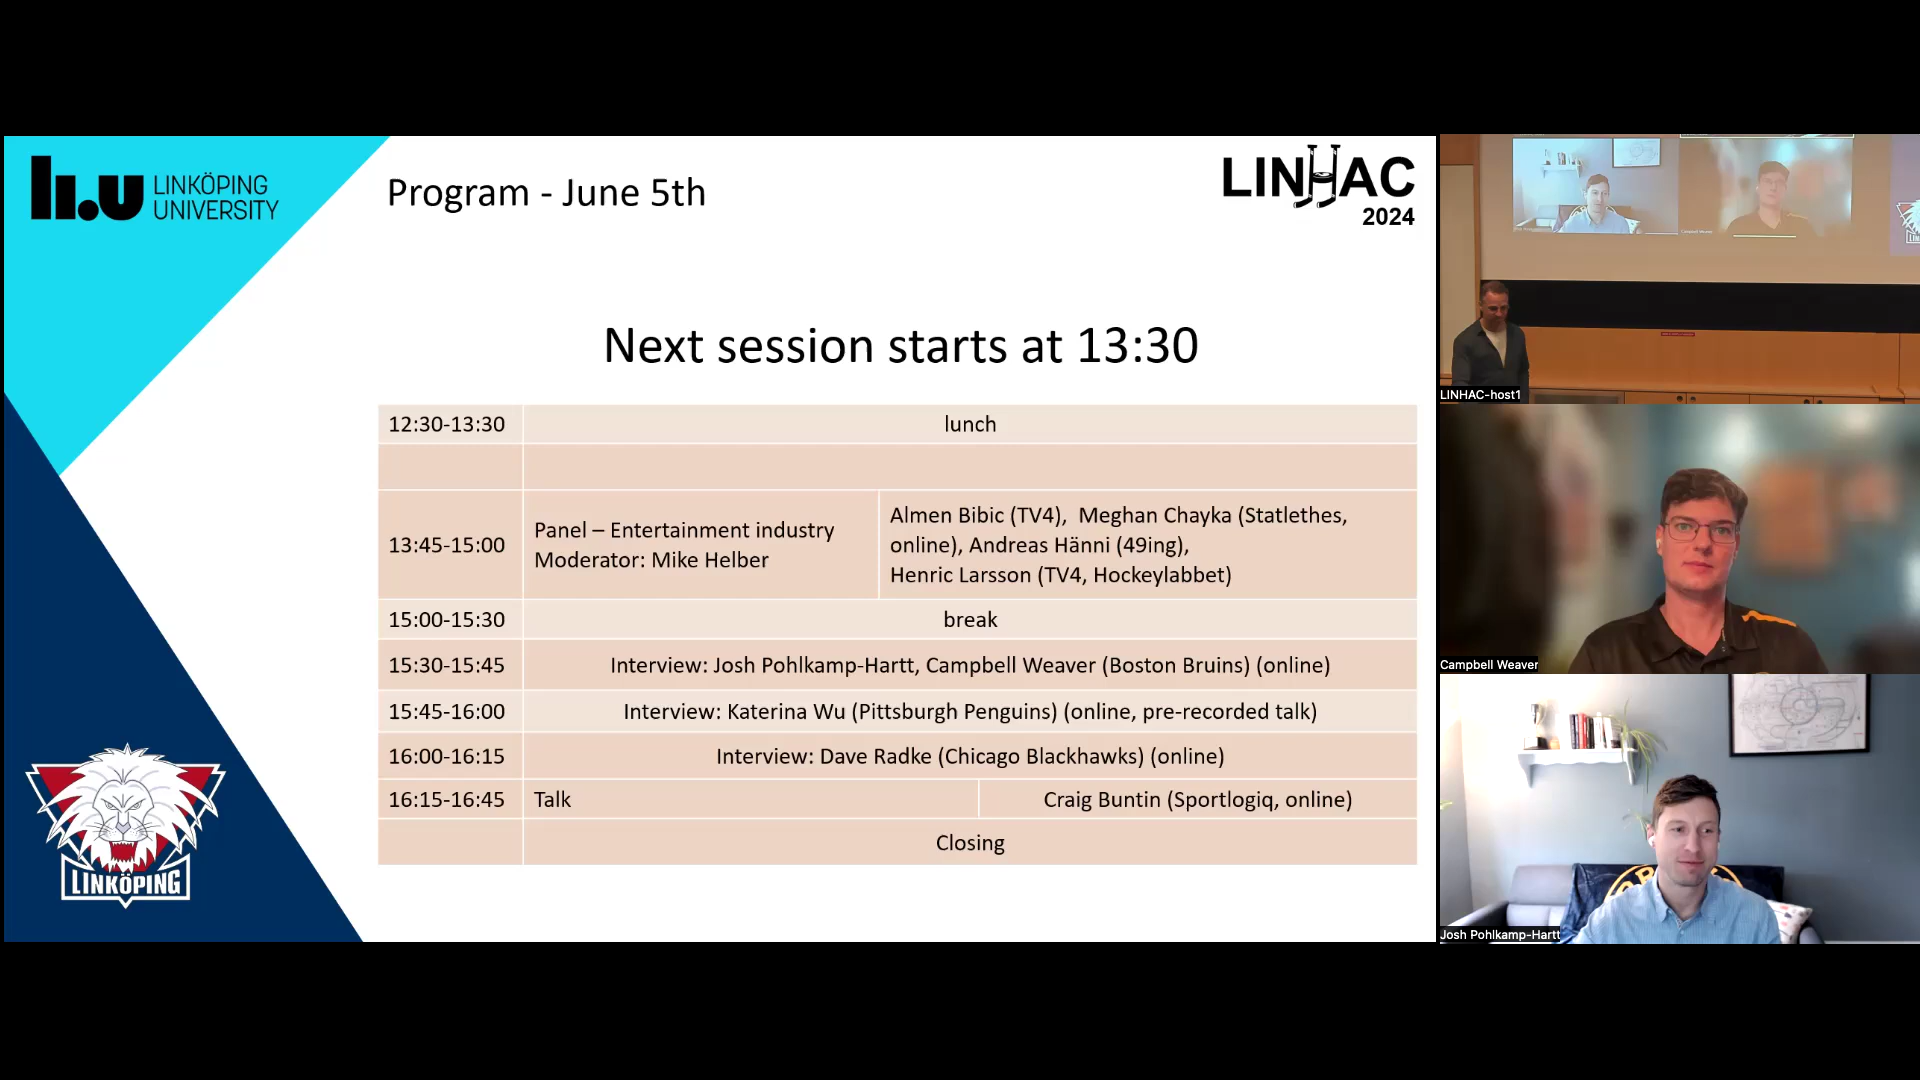 LINKÖPING
UNIVERSITY
Program - June 5th
LINHAC
2024
Next session starts at 13:30
12:30-13:30 lunch
13:45-15:00
Panel – Entertainment industry
Moderator: Mike Helber
Almen Bibic (TV4), Meghan Chayka (Statlethes,
online), Andreas Hänni (49ing),
Henric Larsson (TV4, Hockeylabbet)
15:00-15:30 break
15:30-15:45 Interview: Josh Pohlkamp-Hartt, Campbell Weaver (Boston Bruins) (online)
15:45-16:00 Interview: Katerina Wu (Pittsburgh Penguins) (online, pre-recorded talk)
16:00-16:15 Interview: Dave Radke (Chicago Blackhawks) (online)
16:15-16:45 Talk Craig Buntin (Sportlogiq, online)
Closing
LINKÖPING
LINHAC-host1
Campbell Weaver
Josh Pohlkamp-Hartt
li.u